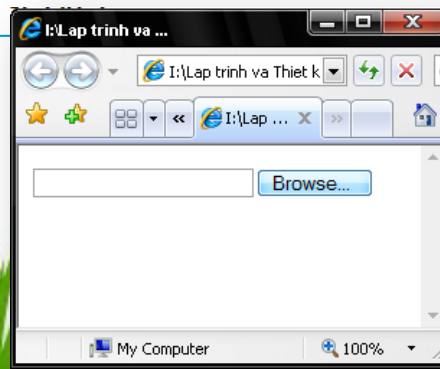 I:\Lap trinh va ...
I:\Lap trinh va Thiet k
I:\Lap ...
Browse...
My Computer
100%